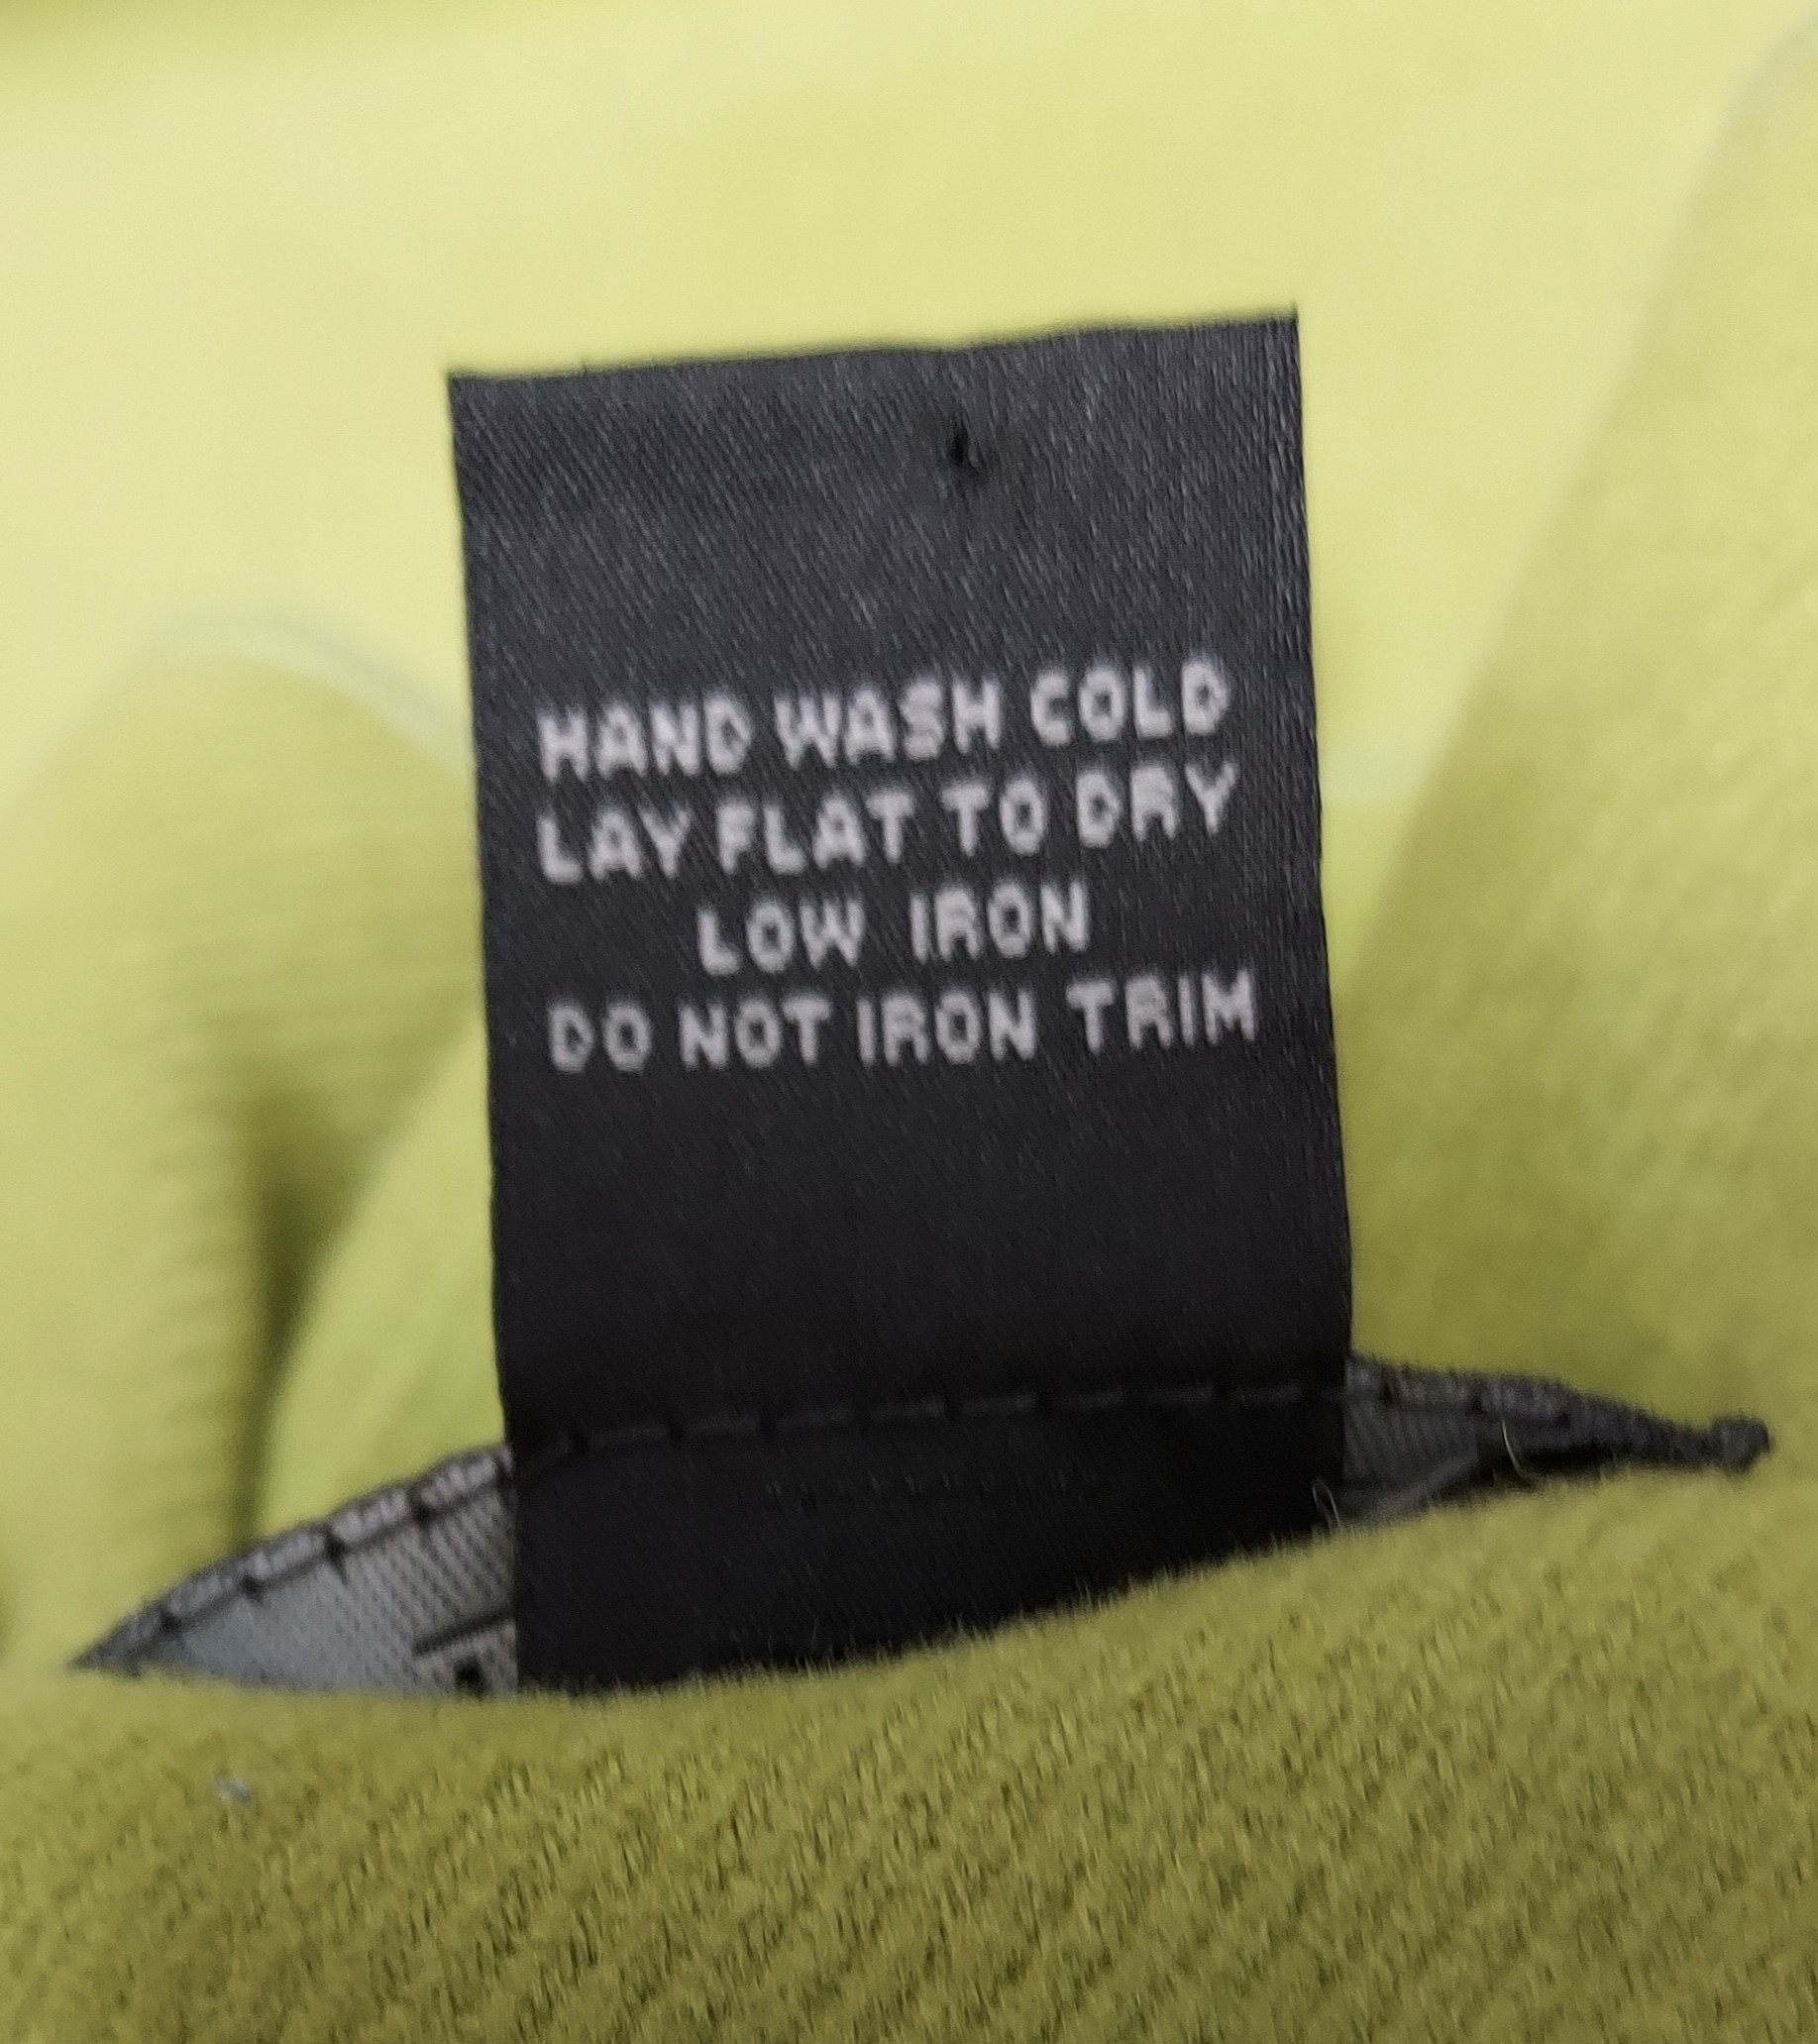 HAND WASH COLD
LAY FLAT TO DRY
LOW IRON
DO NOT IRON TRIM